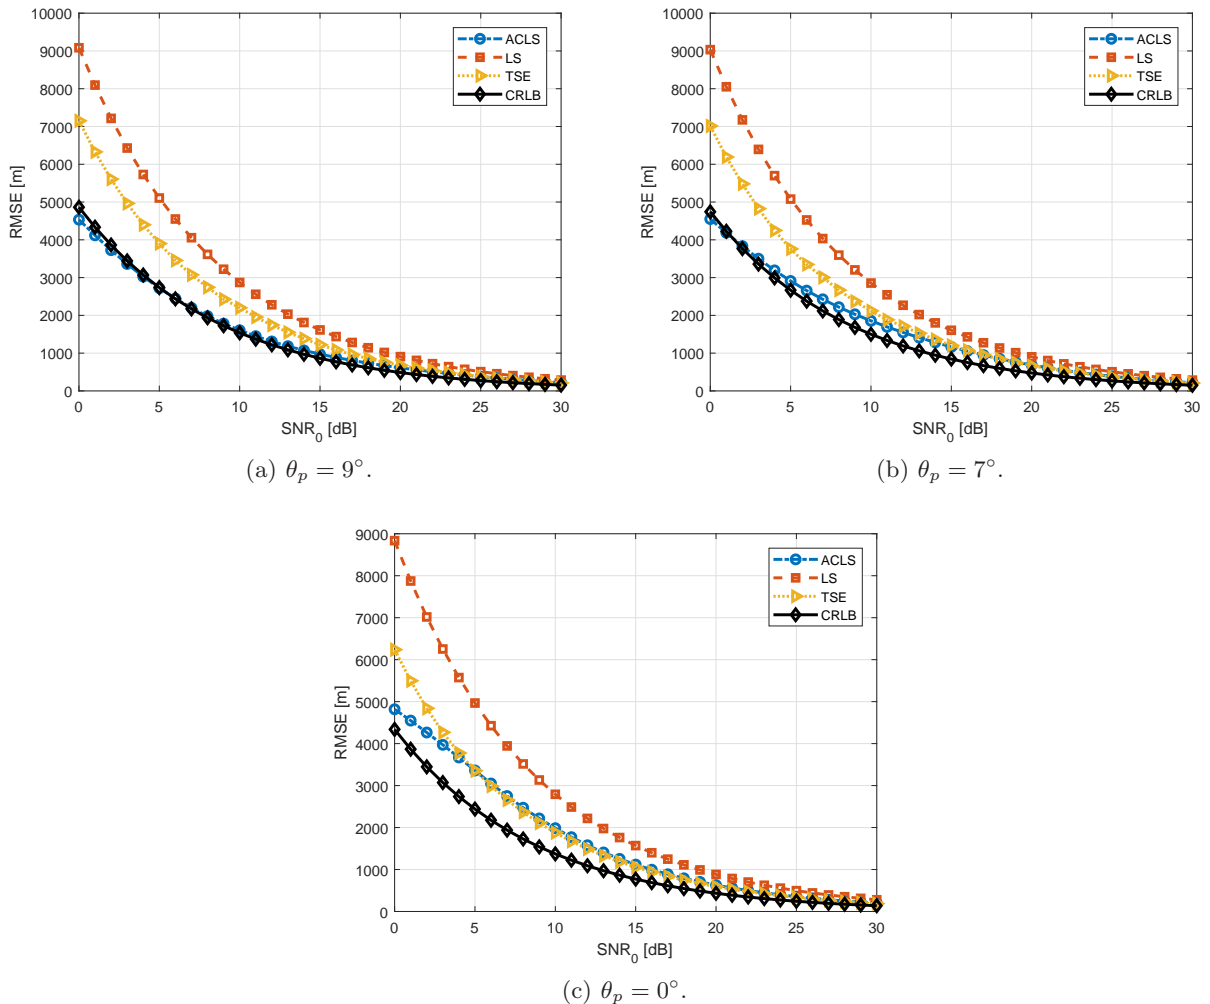 10000
9000
8000
7000
6000
5000
4000
3000
2000
1000
0
RMSE [m]
0 5 10 15 20 25 30
SNR₀ [dB]
ACLS
LS
TSE
CRLB
(a) θₚ = 9°.
10000
9000
8000
7000
6000
5000
4000
3000
2000
1000
0
RMSE [m]
0 5 10 15 20 25 30
SNR₀ [dB]
ACLS
LS
TSE
CRLB
(b) θₚ = 7°.
9000
8000
7000
6000
5000
4000
3000
2000
1000
0
RMSE [m]
0 5 10 15 20 25 30
SNR₀ [dB]
ACLS
LS
TSE
CRLB
(c) θₚ = 0°.